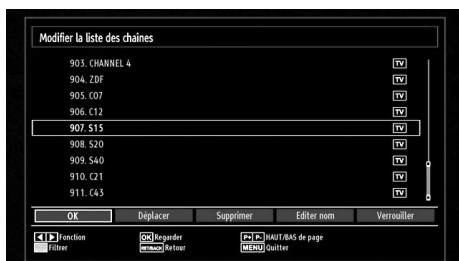 Modifier la liste des chaînes
903. CHANNEL 4 TV
904. ZDF TV
905. C07 TV
906. C12 TV
907. S15 TV
908. S20 TV
909. S40 TV
910. C21 TV
911. C43 TV
OK Déplacer Supprimer Editer nom Verrouiller
Fonction OK Regarder P+ P- HAUT/BAS de page
Filtrer RET/BACK Retour MENU Quitter